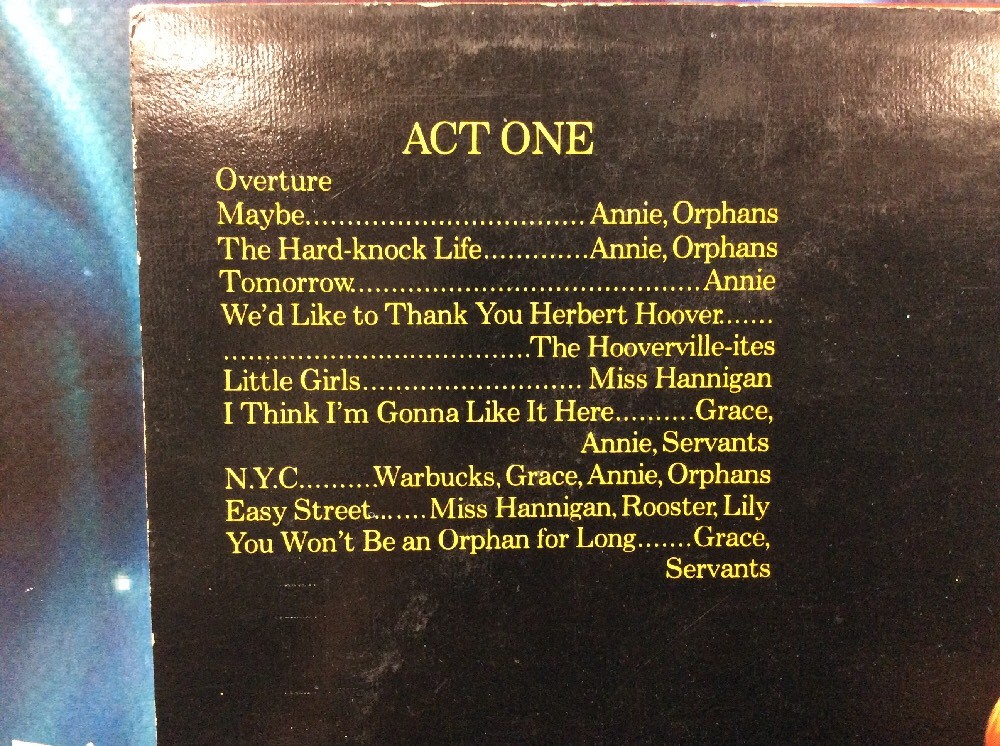 ACT ONE
Overture
Maybe................................. Annie, Orphans
The Hard-knock Life.............Annie, Orphans
Tomorrow.........................................Annie
We'd Like to Thank You Herbert Hoover......
.....................................The Hooverville-ites
Little Girls.......................... Miss Hannigan
I Think I'm Gonna Like It Here..........Grace,
Annie, Servants
N.Y.C.........Warbucks, Grace, Annie, Orphans
Easy Street.......Miss Hannigan, Rooster, Lily
You Won't Be an Orphan for Long.......Grace,
Servants